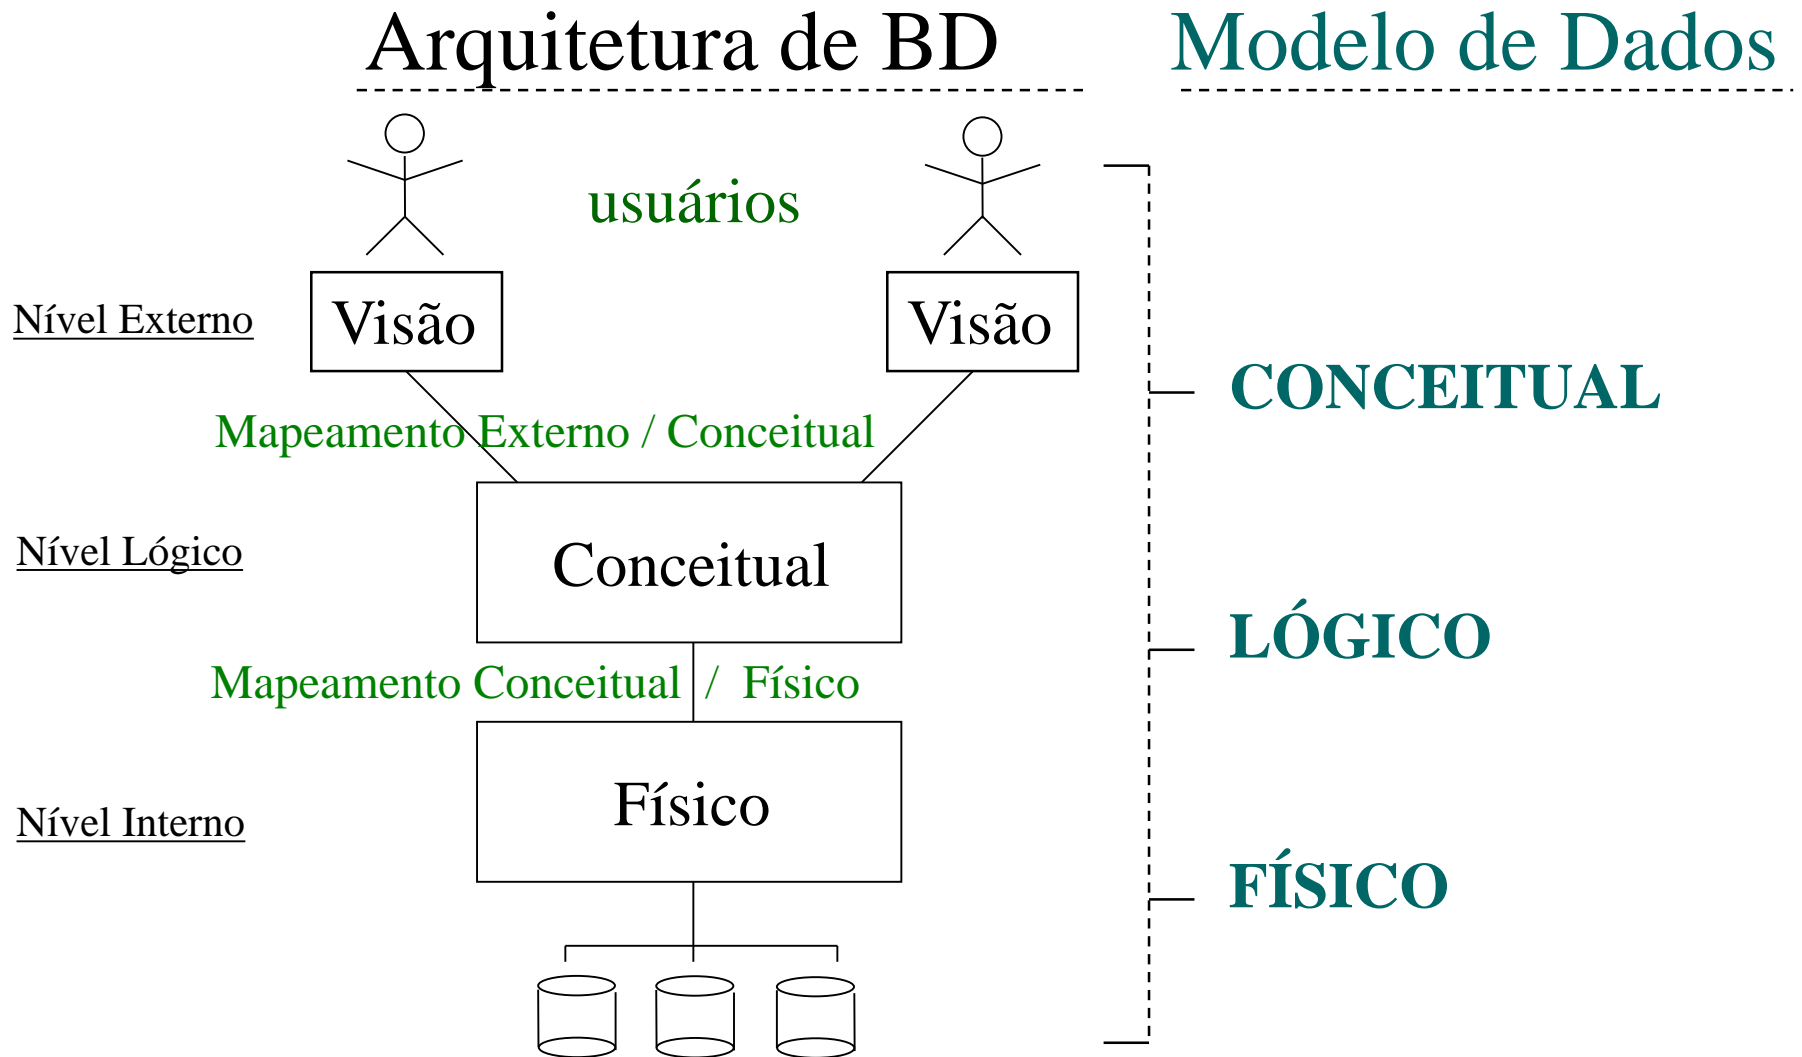 Arquitetura de BD
Modelo de Dados
usuários
Nível Externo
Visão
Visão
CONCEITUAL
Mapeamento Externo / Conceitual
Nível Lógico
Conceitual
LÓGICO
Mapeamento Conceitual / Físico
Nível Interno
Físico
FÍSICO